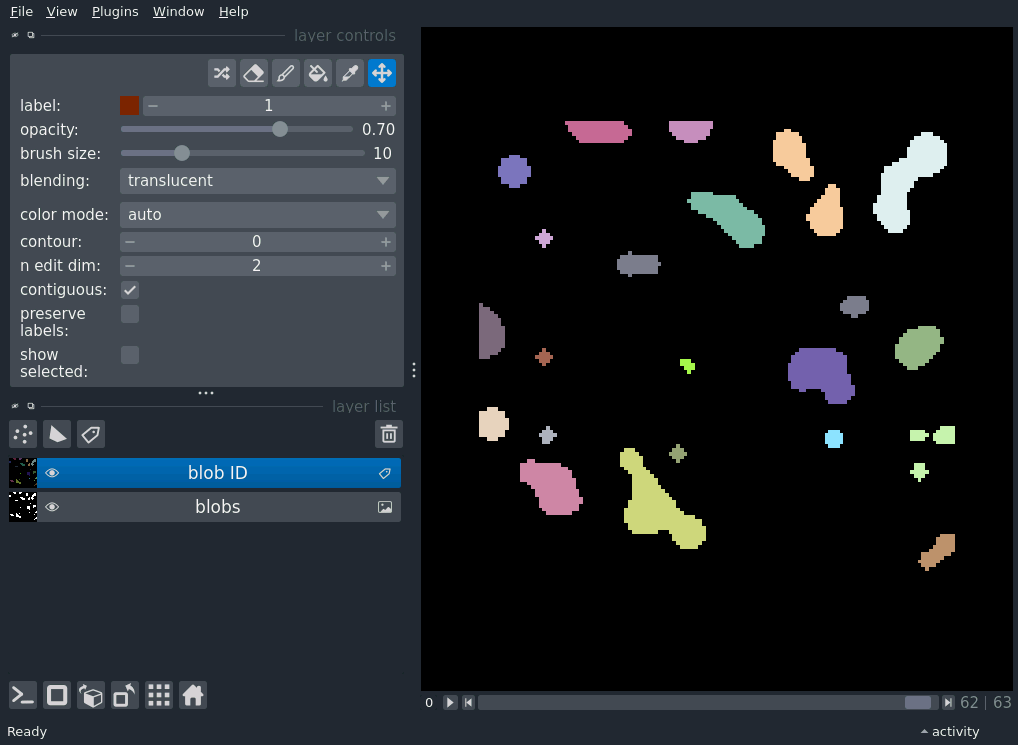 File View Plugins Window Help
layer controls
label: 1
opacity: 0.70
brush size: 10
blending: translucent
color mode: auto
contour: 0
n edit dim: 2
contiguous:
preserve
labels:
show
selected:
layer list
blob ID
blobs
0 62 | 63
Ready activity